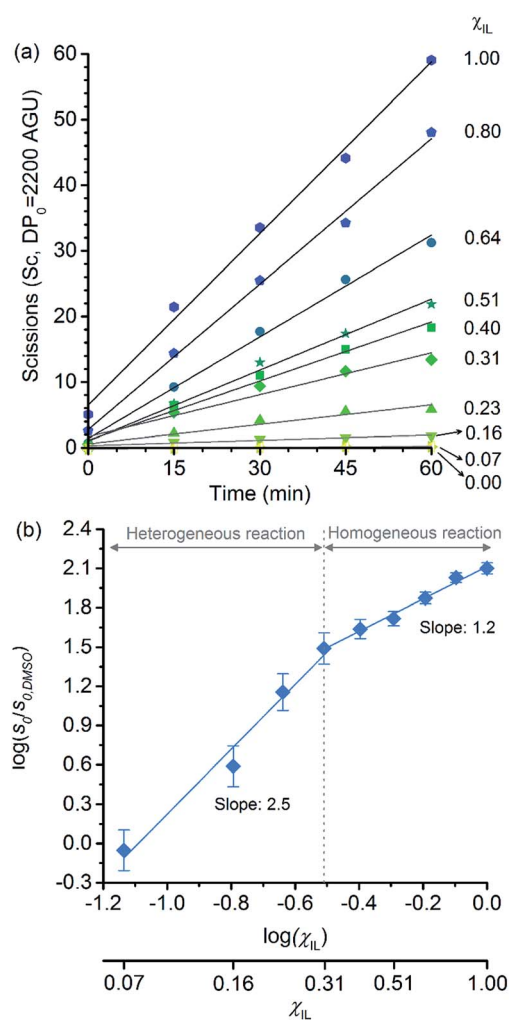 (a)
χIL
1.00
0.80
0.64
0.51
0.40
0.31
0.23
0.16
0.07
0.00
60
50
40
30
20
10
0
Scissions (Sc, DP0=2200 AGU)
0 15 30 45 60
Time (min)
(b)
Heterogeneous reaction Homogeneous reaction
2.4
2.1
1.8
1.5
1.2
0.9
0.6
0.3
0.0
-0.3
log(s0/s0,DMSO)
Slope: 1.2
Slope: 2.5
-1.2 -1.0 -0.8 -0.6 -0.4 -0.2 0.0
log(χIL)
0.07 0.16 0.31 0.51 1.00
χIL